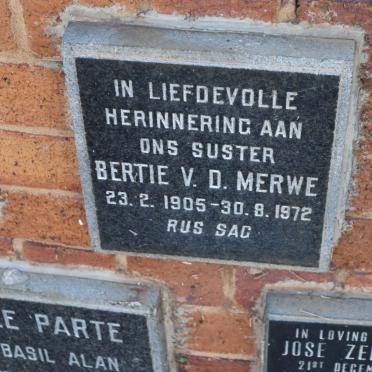 IN LIEFDEVOLLE
HERINNERING AAN
ONS SUSTER
BERTIE V. D. MERWE
23. 2. 1905-30. 8. 1972
RUS SAG
PARTE
BASIL ALAN
IN LOVING
JOSE
21ST